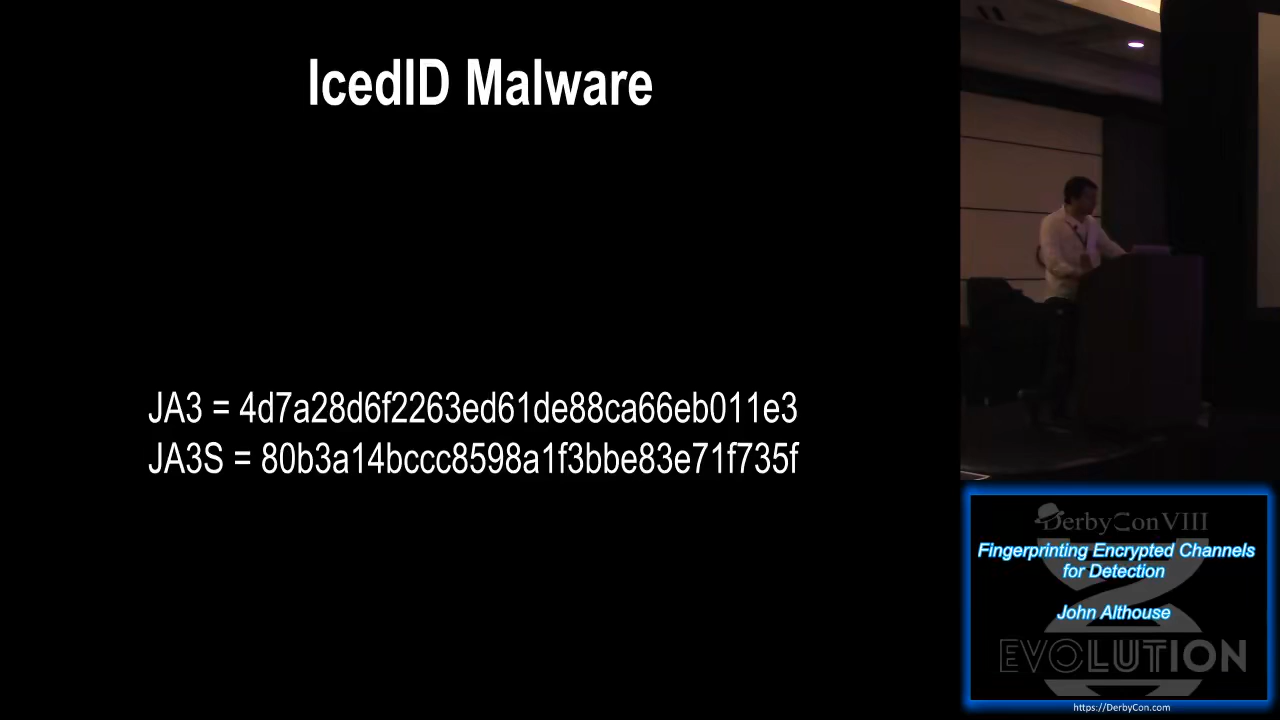 IcedID Malware
JA3 = 4d7a28d6f2263ed61de88ca66eb011e3
JA3S = 80b3a14bccc8598a1f3bbe83e71f735f
DerbyCon VIII
Fingerprinting Encrypted Channels
for Detection
John Althouse
EVOLUTION
https://DerbyCon.com